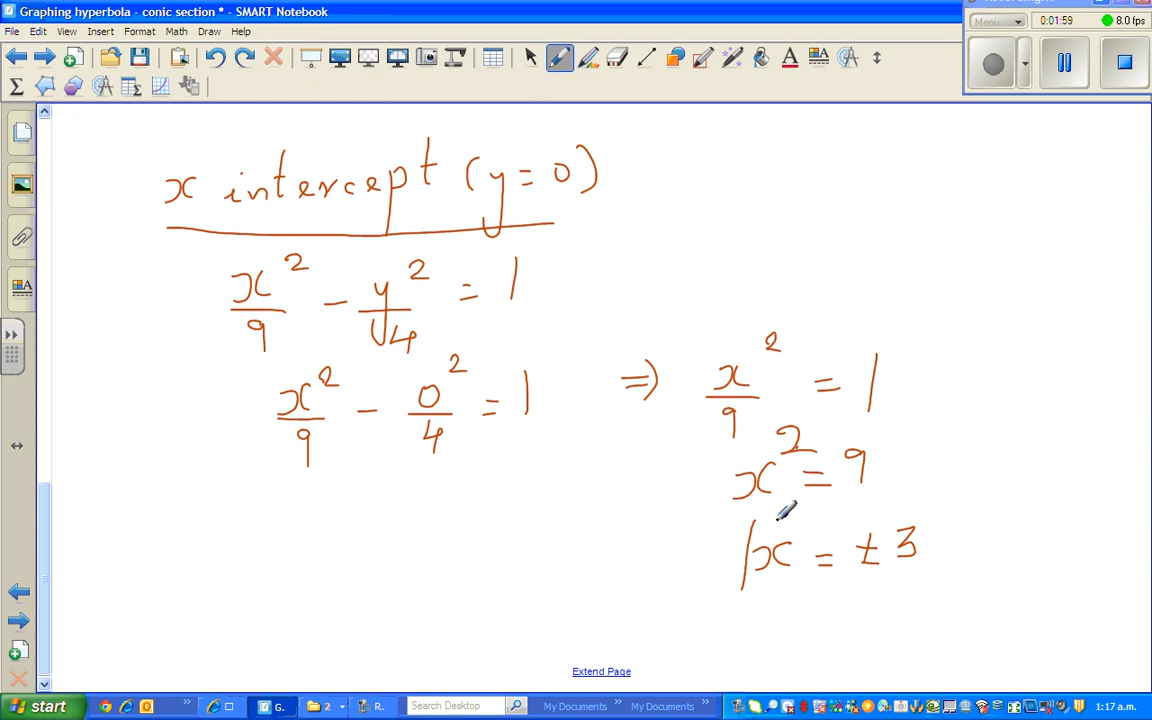 Graphing hyperbola - conic section * - SMART Notebook
File Edit View Insert Format Math Draw Help
Menu 0:01:59 8.0 fps
x intercept (y = 0)
x²/9 - y²/4 = 1
x²/9 - 0²/4 = 1 ⇒ x²/9 = 1
x² = 9
x = ± 3
Extend Page
start G. 2 R. Search Desktop My Documents My Documents 1:17 a.m.